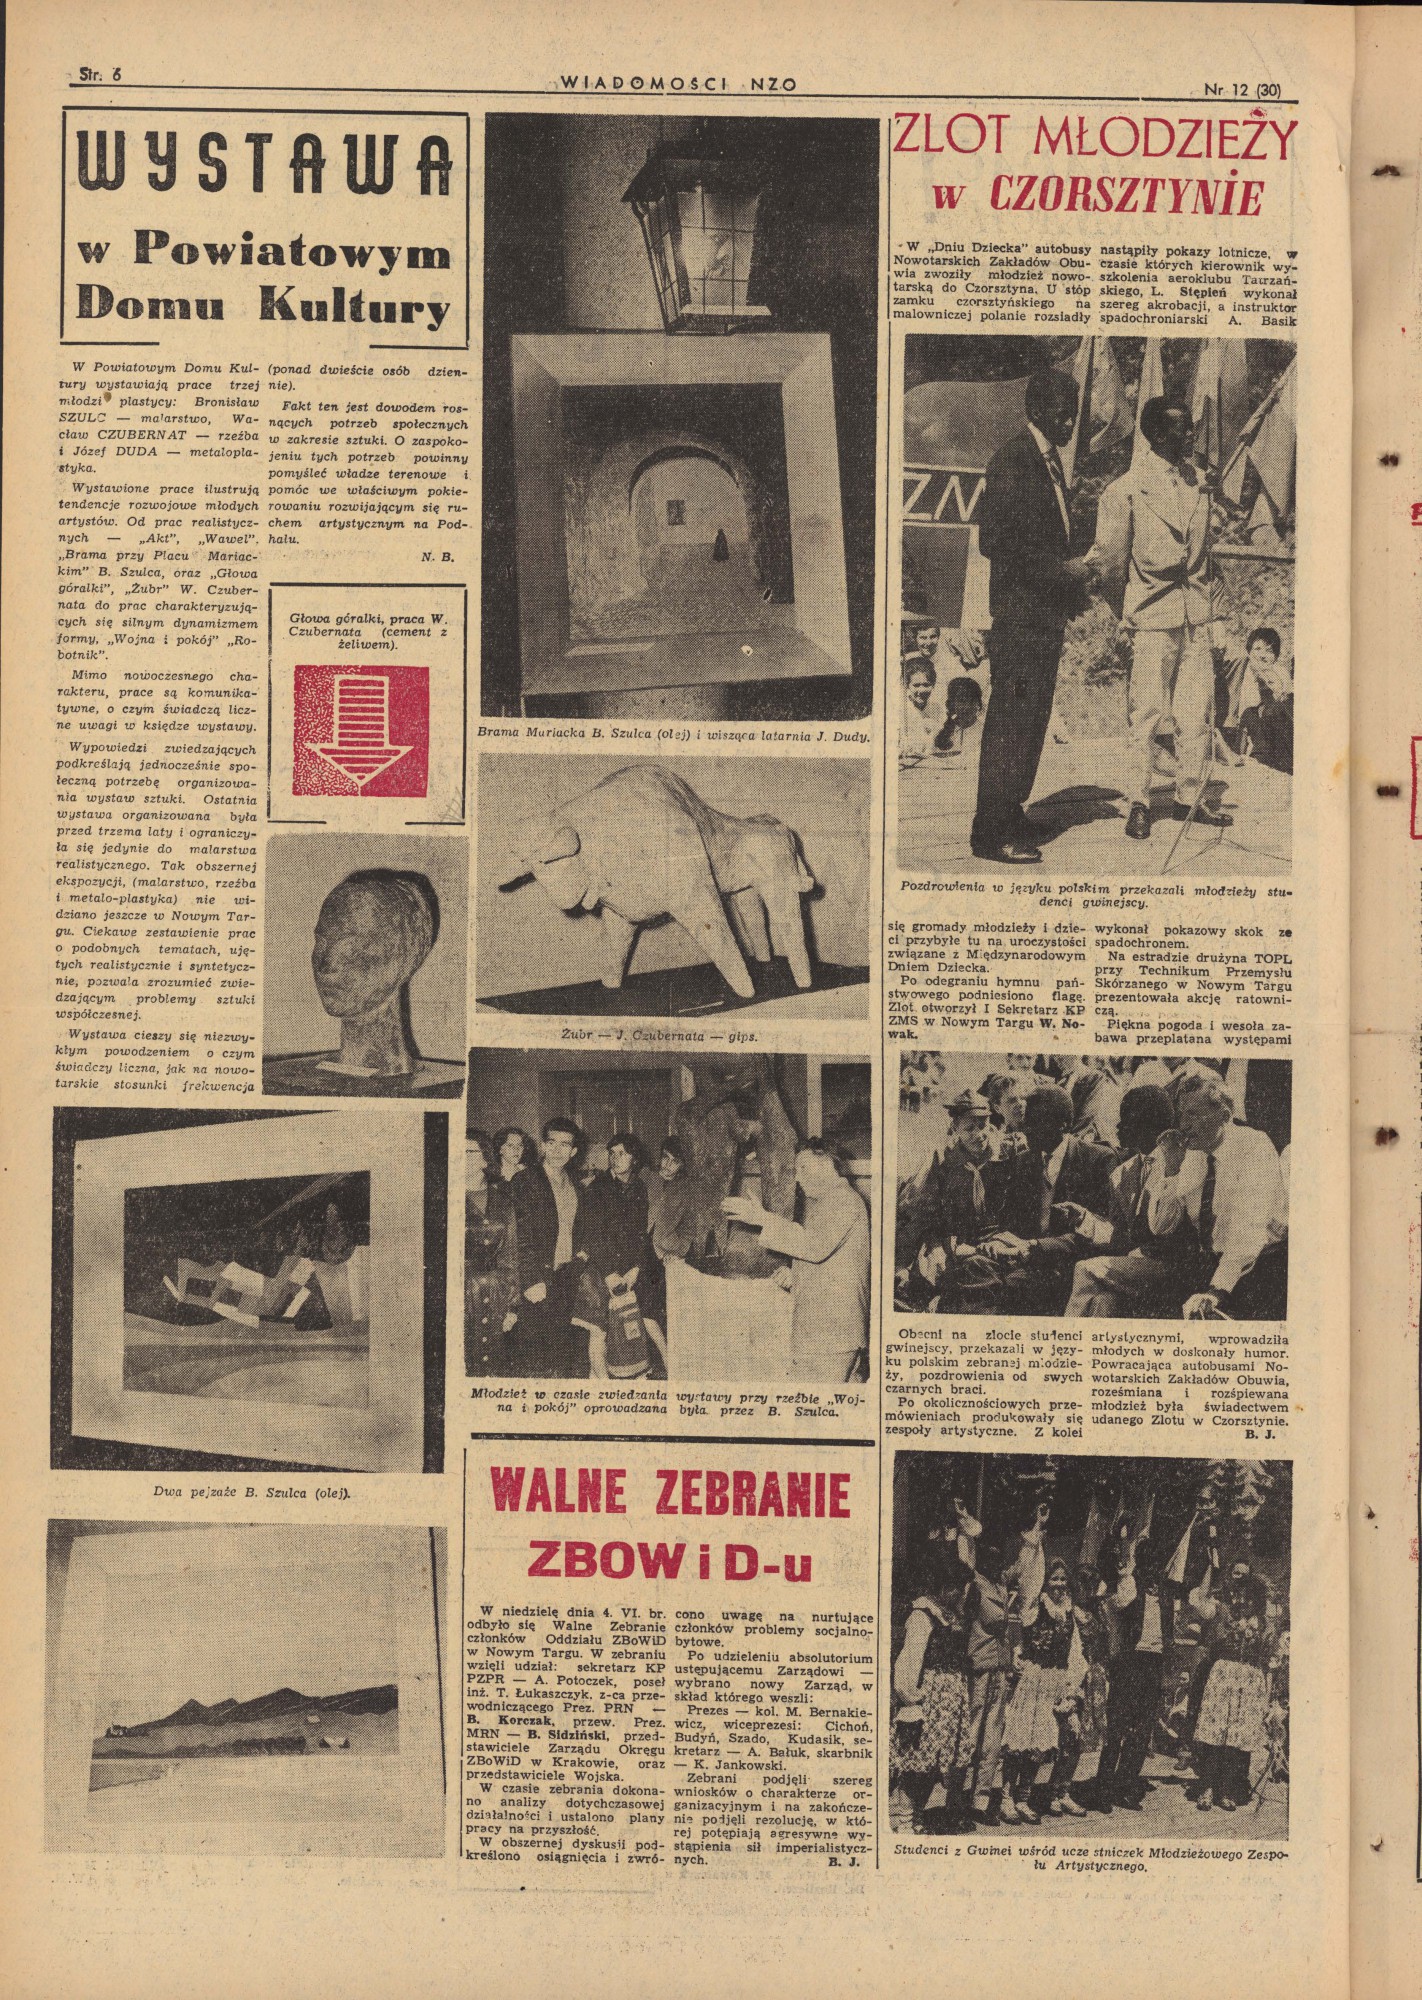 Str. 6
WIADOMOŚCI NZO
Nr 12 (30)
WYSTAWA
w Powiatowym
Domu Kultury
W Powiatowym Domu Kul-
tury wystawiają prace trzej
młodzi plastycy: Bronisław
SZULC — malarstwo, Wa-
cław CZUBERNAT — rzeźba
i Józef DUDA — metalopla-
styka.
Wystawione prace ilustrują
tendencje rozwojowe młodych
artystów. Od prac realistycz-
nych — „Akt”, „Wawel”,
„Brama przy Placu Mariac-
kim” B. Szulca, oraz „Głowa
góralki”, „Żubr” W. Czuber-
nata do prac charakteryzują-
cych się silnym dynamizmem
formy, „Wojna i pokój” „Ro-
botnik”.
Mimo nowoczesnego cha-
rakteru, prace są komunika-
tywne, o czym świadczą licz-
ne uwagi w księdze wystawy.
Wypowiedzi zwiedzających
podkreślają jednocześnie spo-
łeczną potrzebę organizowa-
nia wystaw sztuki. Ostatnia
wystawa organizowana była
przed trzema laty i ograniczy-
ła się jedynie do malarstwa
realistycznego. Tak obszernej
ekspozycji, (malarstwo, rzeźba
i metalo-plastyka) nie wi-
dziano jeszcze w Nowym Tar-
gu. Ciekawe zestawienie prac
o podobnych tematach, uję-
tych realistycznie i syntetycz-
nie, pozwala zrozumieć zwie-
dzającym problemy sztuki
współczesnej.
Wystawa cieszy się niezwy-
kłym powodzeniem o czym
świadczy liczna, jak na nowo-
tarskie stosunki frekwencja
(ponad dwieście osób dzien-
nie).
Fakt ten jest dowodem ros-
nących potrzeb społecznych
w zakresie sztuki. O zaspoko-
jeniu tych potrzeb powinny
pomyśleć władze terenowe i
pomóc we właściwym pokie-
rowaniu rozwijającym się ru-
chem artystycznym na Pod-
halu.
N. B.
Głowa góralki, praca W.
Czubernata (cement z
żeliwem).
Dwa pejzaże B. Szulca (olej).
Brama Mariacka B. Szulca (olej) i wisząca latarnia J. Dudy.
Żubr — J. Czubernata — gips.
Młodzież w czasie zwiedzania wystawy przy rzeźbie „Woj-
na i pokój” oprowadzana była przez B. Szulca.
WALNE ZEBRANIE
ZBOWiD-u
W niedzielę dnia 4. VI. br.
odbyło się Walne Zebranie
członków Oddziału ZBoWiD
w Nowym Targu. W zebraniu
wzięli udział: sekretarz KP
PZPR — A. Potoczek, poseł
inż. T. Łukaszczyk, z-ca prze-
wodniczącego Prez. PRN —
B. Korczak, przew. Prez.
MRN — B. Sidziński, przed-
stawiciele Zarządu Okręgu
ZBoWiD w Krakowie, oraz
przedstawiciele Wojska.
W czasie zebrania dokona-
no analizy dotychczasowej
działalności i ustalono plany
pracy na przyszłość.
W obszernej dyskusji pod-
kreślono osiągnięcia i zwró-
cono uwagę na nurtujące
członków problemy socjalno-
bytowe.
Po udzieleniu absolutorium
ustępującemu Zarządowi —
wybrano nowy Zarząd, w
skład którego weszli:
Prezes — kol. M. Bernakie-
wicz, wiceprezesi: Cichoń,
Budyń, Szado, Kudasik, se-
kretarz — A. Bałuk, skarbnik
— K. Jankowski.
Zebrani podjęli szereg
wniosków o charakterze or-
ganizacyjnym i na zakończe-
nie podjęli rezolucję, w któ-
rej potępiają agresywne wy-
stąpienia sił imperialistycz-
nych.
B. J.
ZLOT MŁODZIEŻY
w CZORSZTYNIE
W „Dniu Dziecka” autobusy
Nowotarskich Zakładów Obu-
wia zwoziły młodzież nowo-
tarską do Czorsztyna. U stóp
zamku czorsztyńskiego na
malowniczej polanie rozsiadły
nastąpiły pokazy lotnicze, w
czasie których kierownik wy-
szkolenia aeroklubu Tatrzań-
skiego, L. Stępień wykonał
szereg akrobacji, a instruktor
spadochroniarski A. Basik
ZN
Pozdrowienia w języku polskim przekazali młodzieży stu-
denci gwinejscy.
się gromady młodzieży i dzie-
ci przybyłe tu na uroczystości
związane z Międzynarodowym
Dniem Dziecka.
Po odegraniu hymnu pań-
stwowego podniesiono flagę.
Zlot otworzył I Sekretarz KP
ZMS w Nowym Targu W. No-
wak.
wykonał pokazowy skok ze
spadochronem.
Na estradzie drużyna TOPL
przy Technikum Przemysłu
Skórzanego w Nowym Targu
prezentowała akcję ratowni-
czą.
Piękna pogoda i wesoła za-
bawa przeplatana występami
Obecni na zlocie studenci
gwinejscy, przekazali w języ-
ku polskim zebranej młodzie-
ży, pozdrowienia od swych
czarnych braci.
Po okolicznościowych prze-
mówieniach produkowały się
zespoły artystyczne. Z kolei
artystycznymi, wprowadziła
młodych w doskonały humor.
Powracająca autobusami No-
wotarskich Zakładów Obuwia,
roześmiana i rozśpiewana
młodzież była świadectwem
udanego Zlotu w Czorsztynie.
B. J.
Studenci z Gwinei wśród ucze stniczek Młodzieżowego Zespo-
łu Artystycznego.